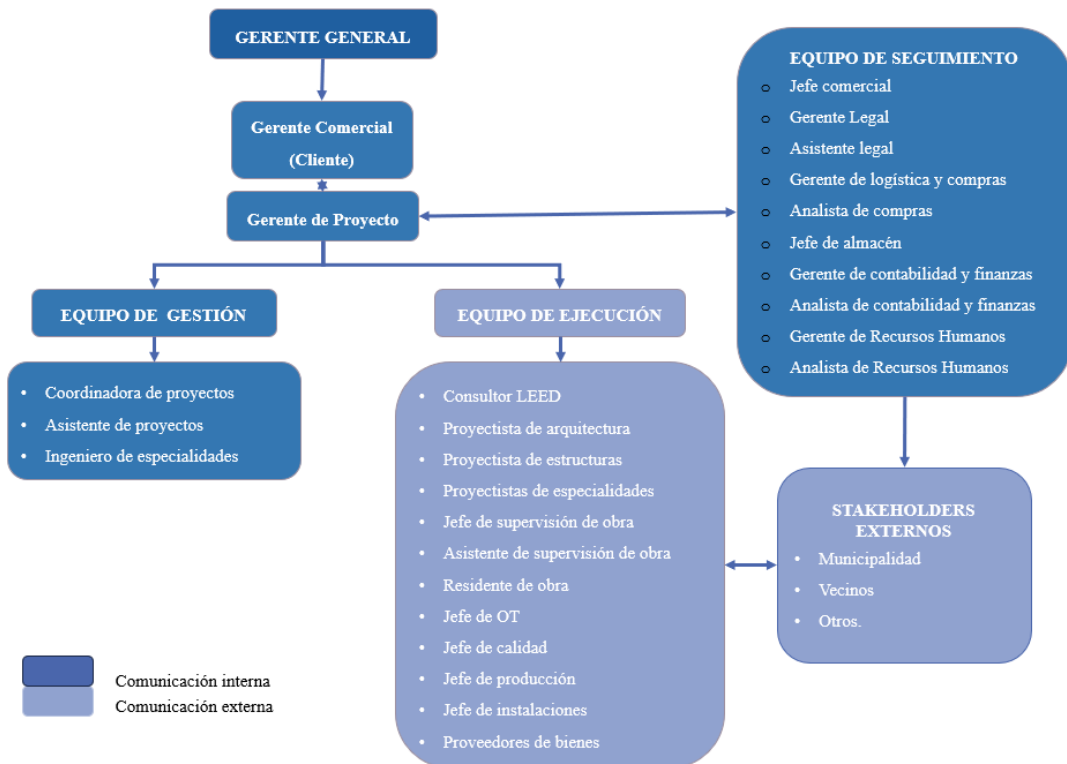 GERENTE GENERAL
Gerente Comercial
(Cliente)
Gerente de Proyecto
EQUIPO DE SEGUIMIENTO
o Jefe comercial
o Gerente Legal
o Asistente legal
o Gerente de logística y compras
o Analista de compras
o Jefe de almacén
o Gerente de contabilidad y finanzas
o Analista de contabilidad y finanzas
o Gerente de Recursos Humanos
o Analista de Recursos Humanos
EQUIPO DE GESTIÓN
• Coordinadora de proyectos
• Asistente de proyectos
• Ingeniero de especialidades
EQUIPO DE EJECUCIÓN
• Consultor LEED
• Proyectista de arquitectura
• Proyectista de estructuras
• Proyectistas de especialidades
• Jefe de supervisión de obra
• Asistente de supervisión de obra
• Residente de obra
• Jefe de OT
• Jefe de calidad
• Jefe de producción
• Jefe de instalaciones
• Proveedores de bienes
STAKEHOLDERS
EXTERNOS
• Municipalidad
• Vecinos
• Otros.
Comunicación interna
Comunicación externa